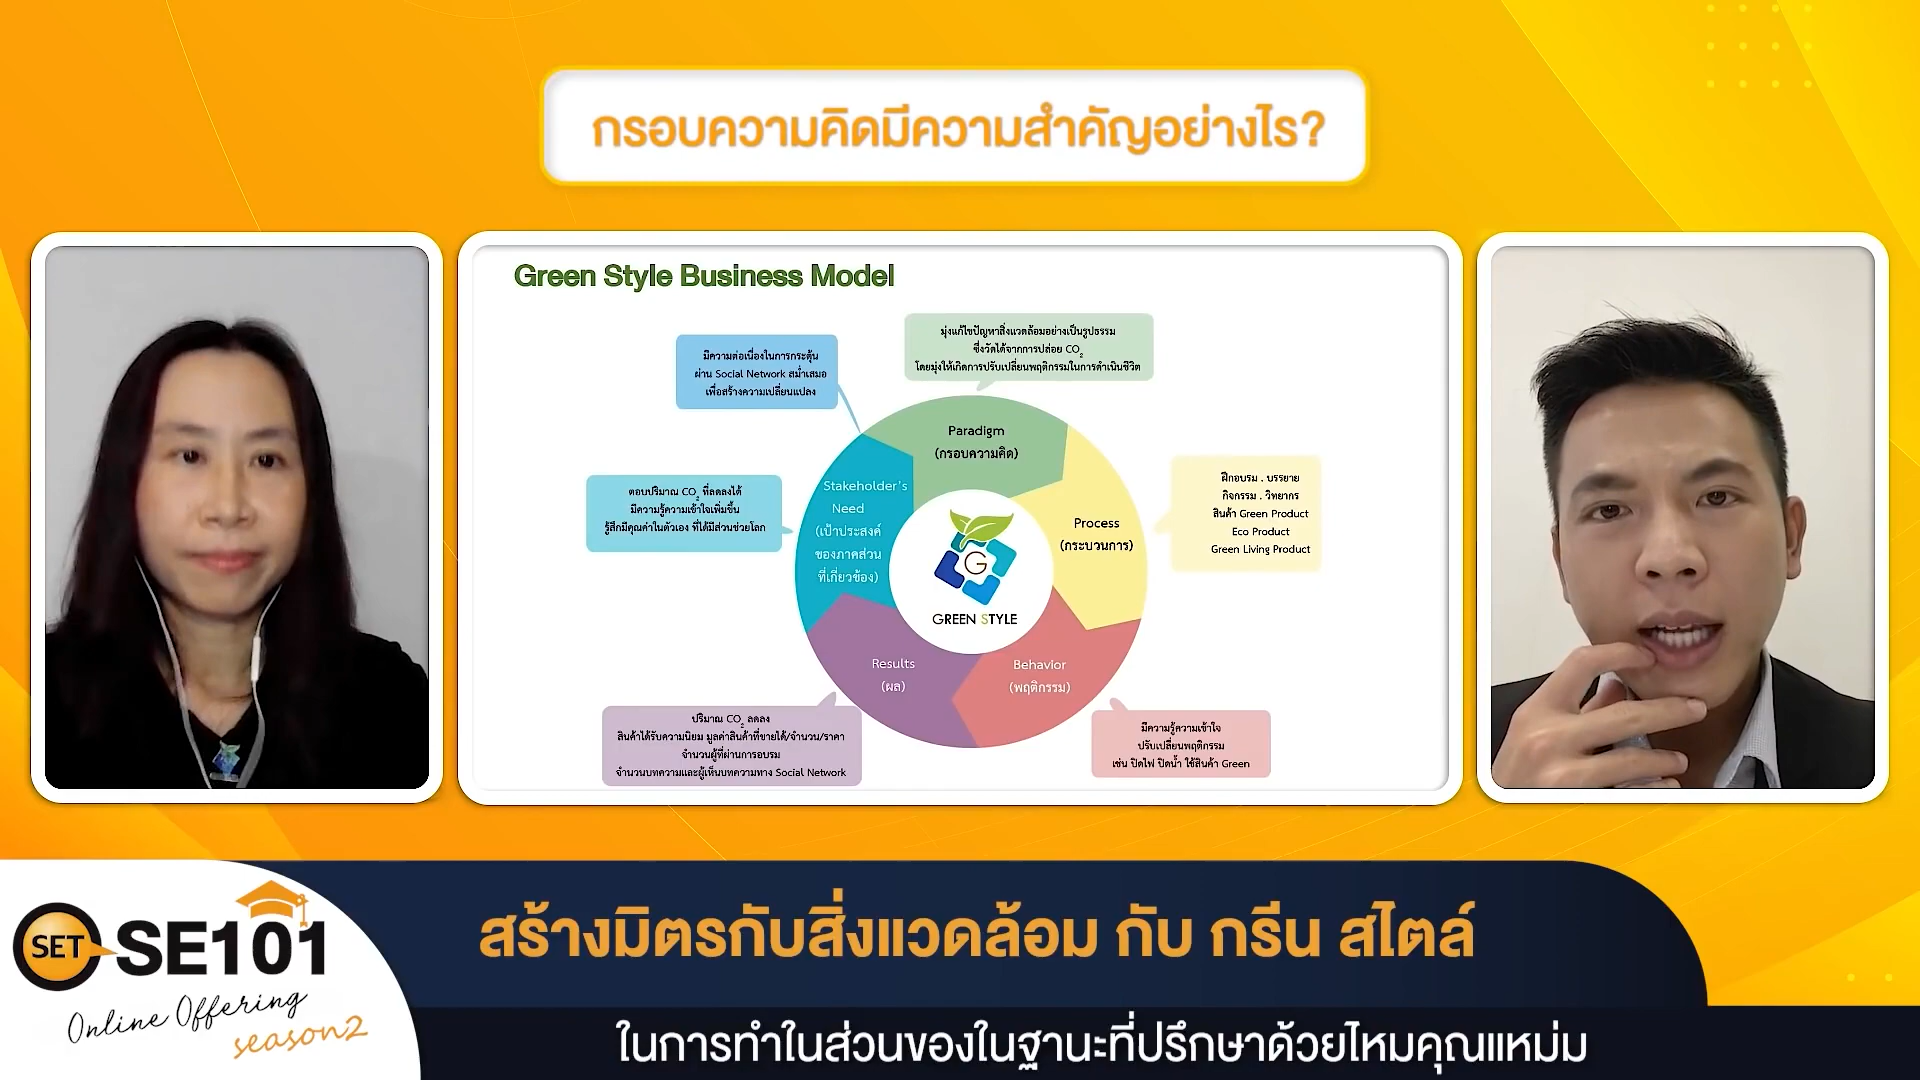 กรอบความคิดมีความสำคัญอย่างไร?
Green Style Business Model
มุ่งแก้ไขปัญหาสิ่งแวดล้อมอย่างเป็นรูปธรรม
ซึ่งวัดได้จากการปล่อย CO₂
โดยมุ่งให้เกิดการปรับเปลี่ยนพฤติกรรมในการดำเนินชีวิต
มีความต่อเนื่องในการกระตุ้น
ผ่าน Social Network สม่ำเสมอ
เพื่อสร้างความเปลี่ยนแปลง
Paradigm
(กรอบความคิด)
ตอบปริมาณ CO₂ ที่ลดลงได้
มีความรู้ความเข้าใจเพิ่มขึ้น
รู้สึกมีคุณค่าในตัวเอง ที่ได้มีส่วนช่วยโลก
Stakeholder's
Need
(เป้าประสงค์
ของภาคส่วน
ที่เกี่ยวข้อง)
Process
(กระบวนการ)
ฝึกอบรม . บรรยาย
กิจกรรม . วิทยากร
สินค้า Green Product
Eco Product
Green Living Product
G
GREEN STYLE
Results
(ผล)
Behavior
(พฤติกรรม)
ปริมาณ CO₂ ลดลง
สินค้าได้รับความนิยม มูลค่าสินค้าที่ขายได้/จำนวน/ราคา
จำนวนผู้ที่ผ่านการอบรม
จำนวนบทความและผู้เห็นบทความทาง Social Network
มีความรู้ความเข้าใจ
ปรับเปลี่ยนพฤติกรรม
เช่น ปิดไฟ ปิดน้ำ ใช้สินค้า Green
SET
SE101
Online Offering
season2
สร้างมิตรกับสิ่งแวดล้อม กับ กรีน สไตล์
ในการทำในส่วนของในฐานะที่ปรึกษาด้วยไหมคุณแหม่ม